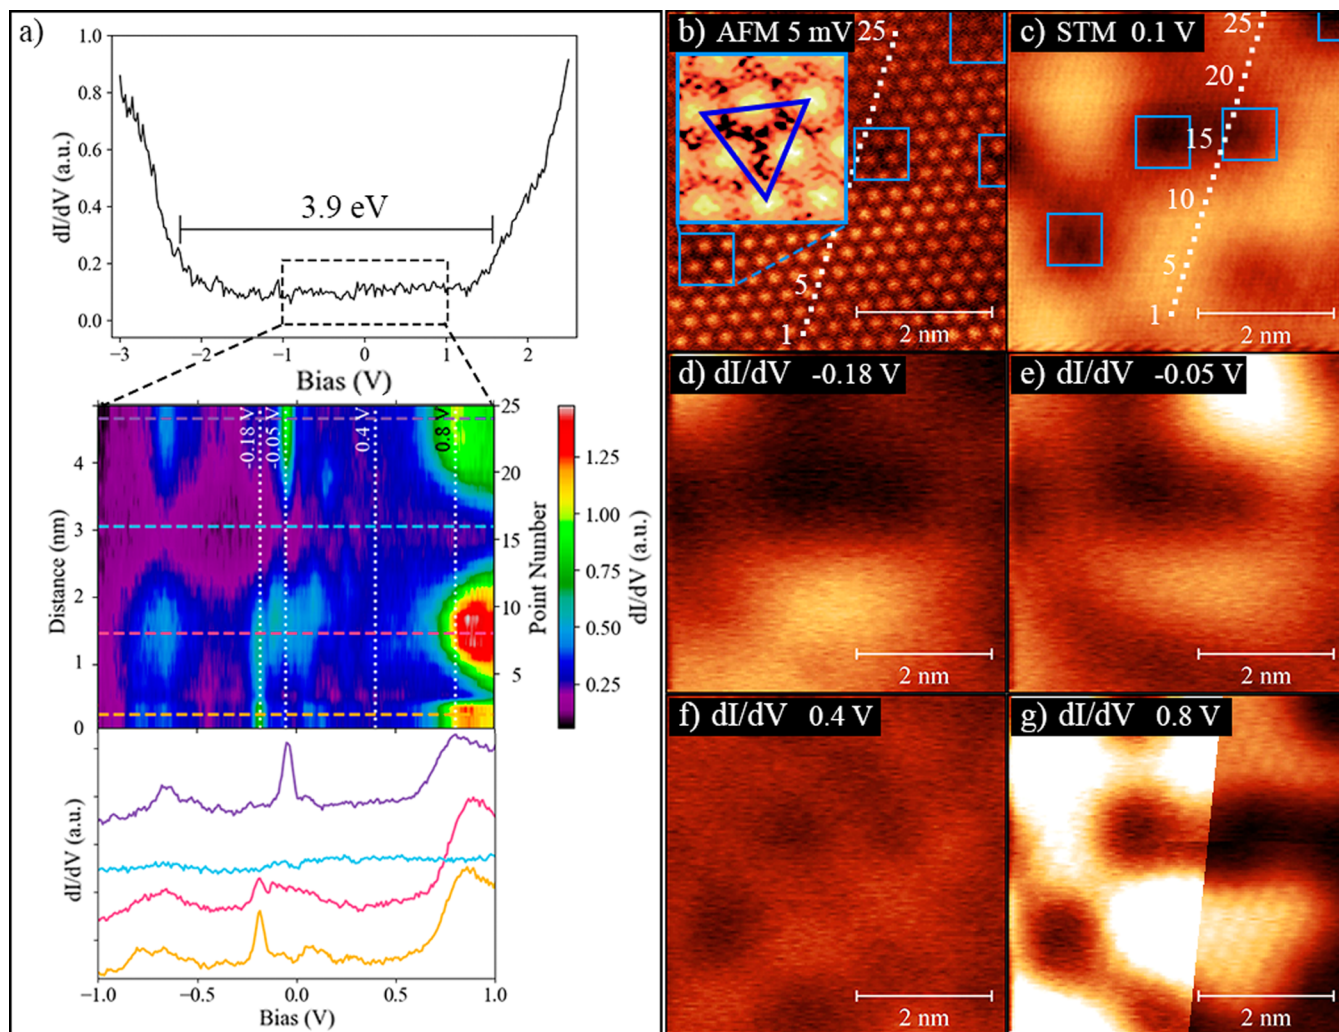 a)
1.0
0.8
0.6
0.4
0.2
0.0
dI/dV (a.u.)
3.9 eV
−3
−2
−1
0
1
2
Bias (V)
4
3
2
1
0
Distance (nm)
-0.18 V
-0.05 V
0.4 V
0.8 V
25
20
15
10
5
Point Number
1.25
1.00
0.75
0.50
0.25
dI/dV (a.u.)
dI/dV (a.u.)
−1.0
−0.5
0.0
0.5
1.0
Bias (V)
b) AFM 5 mV
25
5
1
2 nm
c) STM 0.1 V
25
20
15
10
5
1
2 nm
d) dI/dV -0.18 V
2 nm
e) dI/dV -0.05 V
2 nm
f) dI/dV 0.4 V
2 nm
g) dI/dV 0.8 V
2 nm